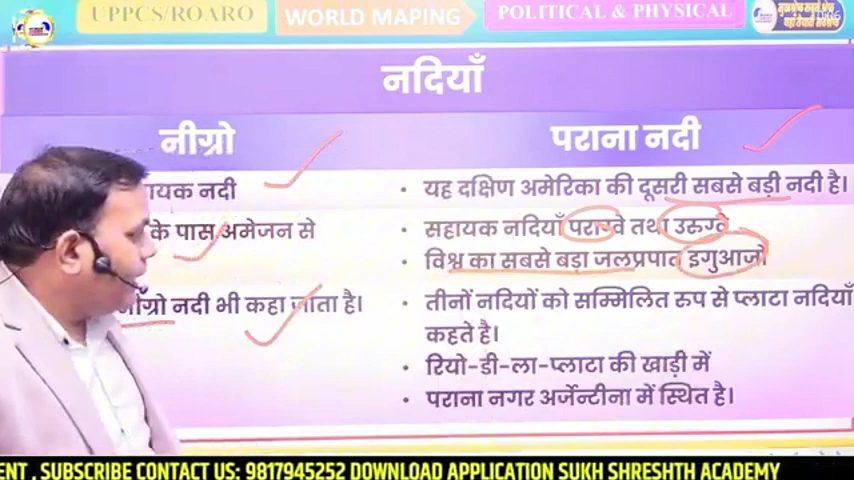 UPPCS/ROARO
WORLD MAPING
POLITICAL & PHYSICAL
नदियाँ
नीग्रो
पराना नदी
नदी
• यह दक्षिण अमेरिका की दूसरी सबसे बड़ी नदी है।
के पास अमेजन से
• सहायक नदियाँ पराग्वे तथा उरुग्वे
• विश्व का सबसे बड़ा जलप्रपात इगुआजो
नीग्रो नदी भी कहा जाता है।
• तीनों नदियों को सम्मिलित रुप से प्लाटा नदियाँ
कहते है।
• रियो-डी-ला-प्लाटा की खाड़ी में
• पराना नगर अर्जेन्टीना में स्थित है।
ENT , SUBSCRIBE CONTACT US: 9817945252 DOWNLOAD APPLICATION SUKH SHRESHTH ACADEMY